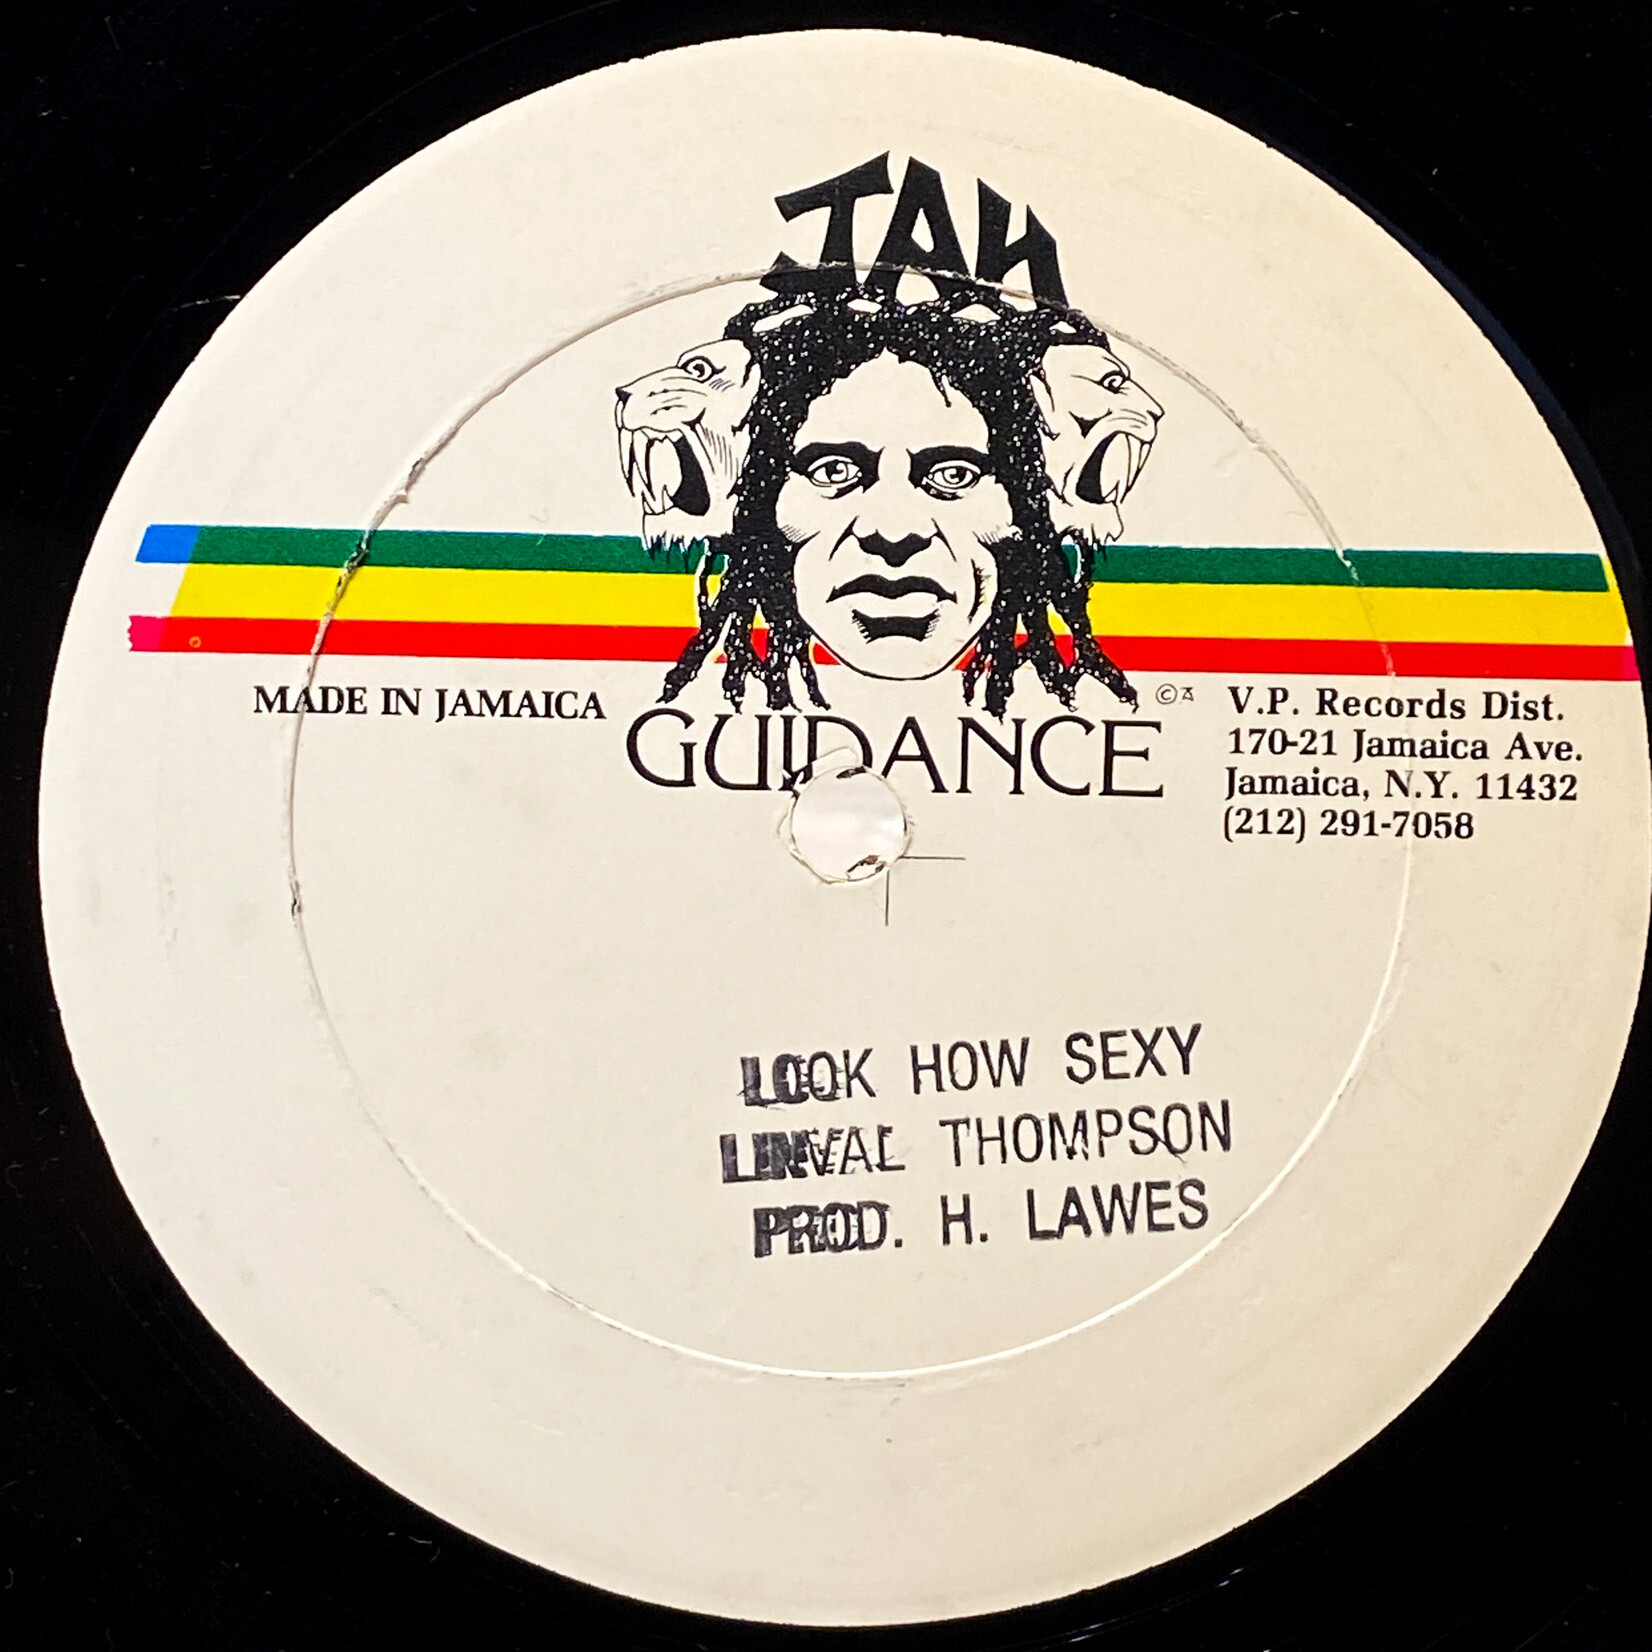 JAH
GUIDANCE
MADE IN JAMAICA
©
V.P. Records Dist.
170-21 Jamaica Ave.
Jamaica, N.Y. 11432
(212) 291-7058
LOOK HOW SEXY
LINVAL THOMPSON
PROD. H. LAWES